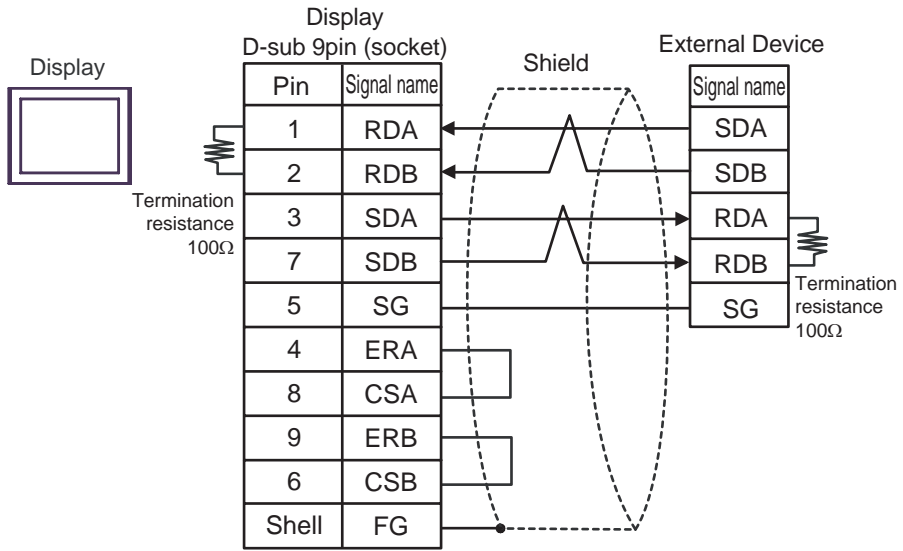 Display
D-sub 9pin (socket)
Display
Shield
External Device
Pin Signal name
Signal name
1 RDA
SDA
2 RDB
SDB
Termination
resistance
100Ω
3 SDA
RDA
7 SDB
RDB
Termination
resistance
100Ω
5 SG
SG
4 ERA
8 CSA
9 ERB
6 CSB
Shell FG